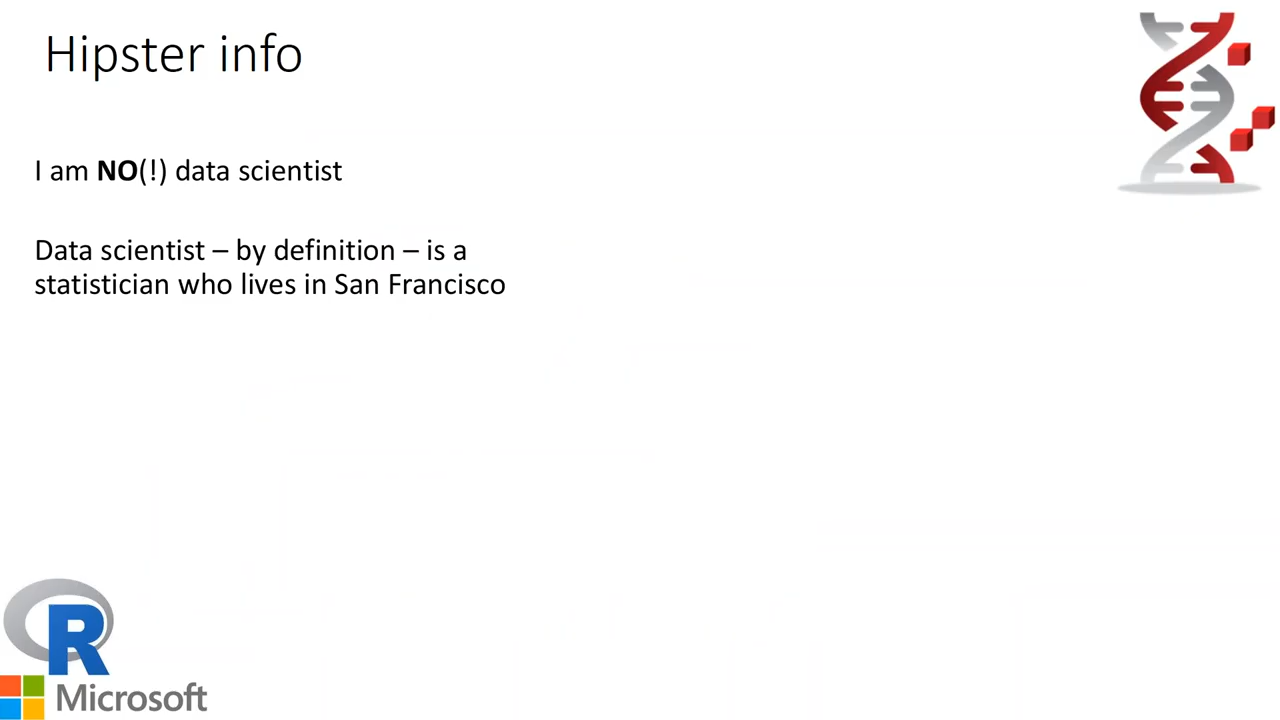 Hipster info
I am NO(!) data scientist
Data scientist – by definition – is a
statistician who lives in San Francisco
R
Microsoft